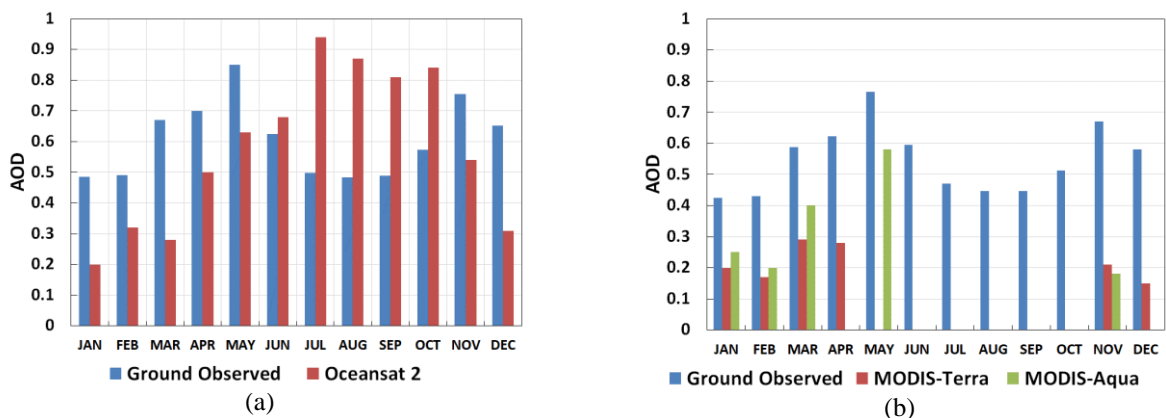 1
0.9
0.8
0.7
0.6
0.5
0.4
0.3
0.2
0.1
0
AOD
JAN FEB MAR APR MAY JUN JUL AUG SEP OCT NOV DEC
Ground Observed Oceansat 2
(a)
1
0.9
0.8
0.7
0.6
0.5
0.4
0.3
0.2
0.1
0
AOD
JAN FEB MAR APR MAY JUN JUL AUG SEP OCT NOV DEC
Ground Observed MODIS-Terra MODIS-Aqua
(b)